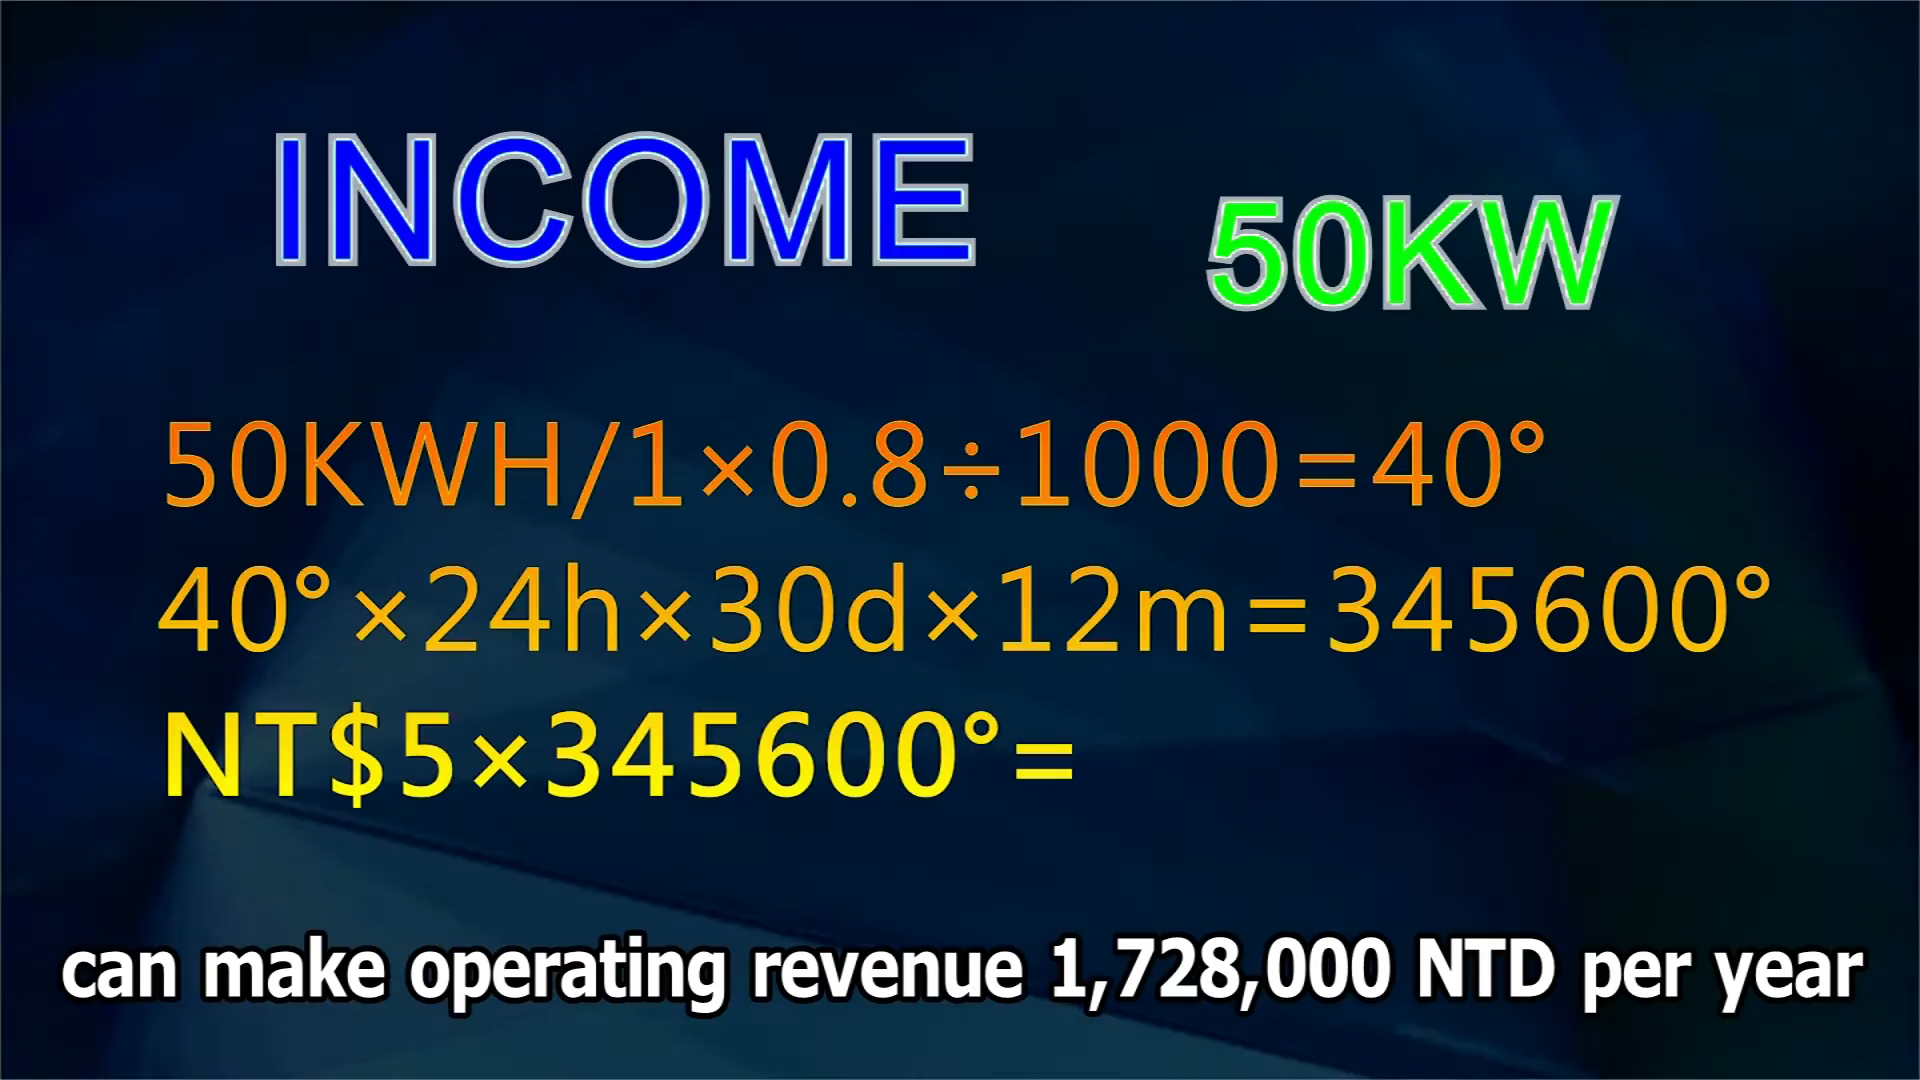 INCOME
50KW
50KWH/1×0.8÷1000=40°
40°×24h×30d×12m=345600°
NT$5×345600°=
can make operating revenue 1,728,000 NTD per year